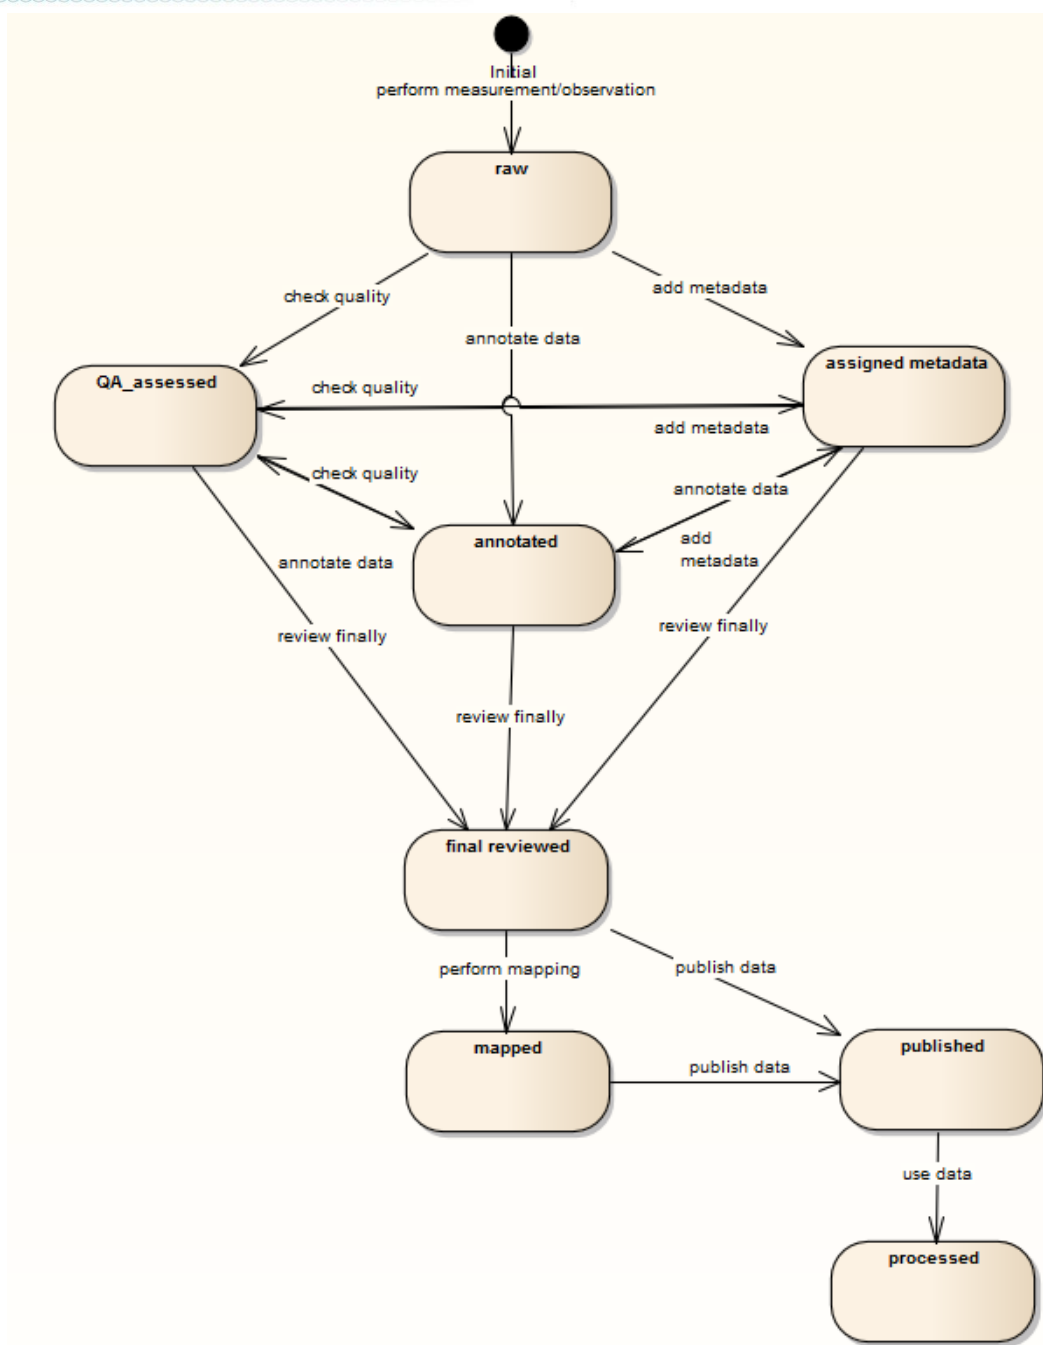 Initial
perform measurement/observation
raw
check quality
add metadata
annotate data
QA_assessed
assigned metadata
check quality
add metadata
check quality
annotate data
annotated
add
metadata
annotate data
review finally
review finally
review finally
final reviewed
perform mapping
publish data
mapped
published
publish data
use data
processed